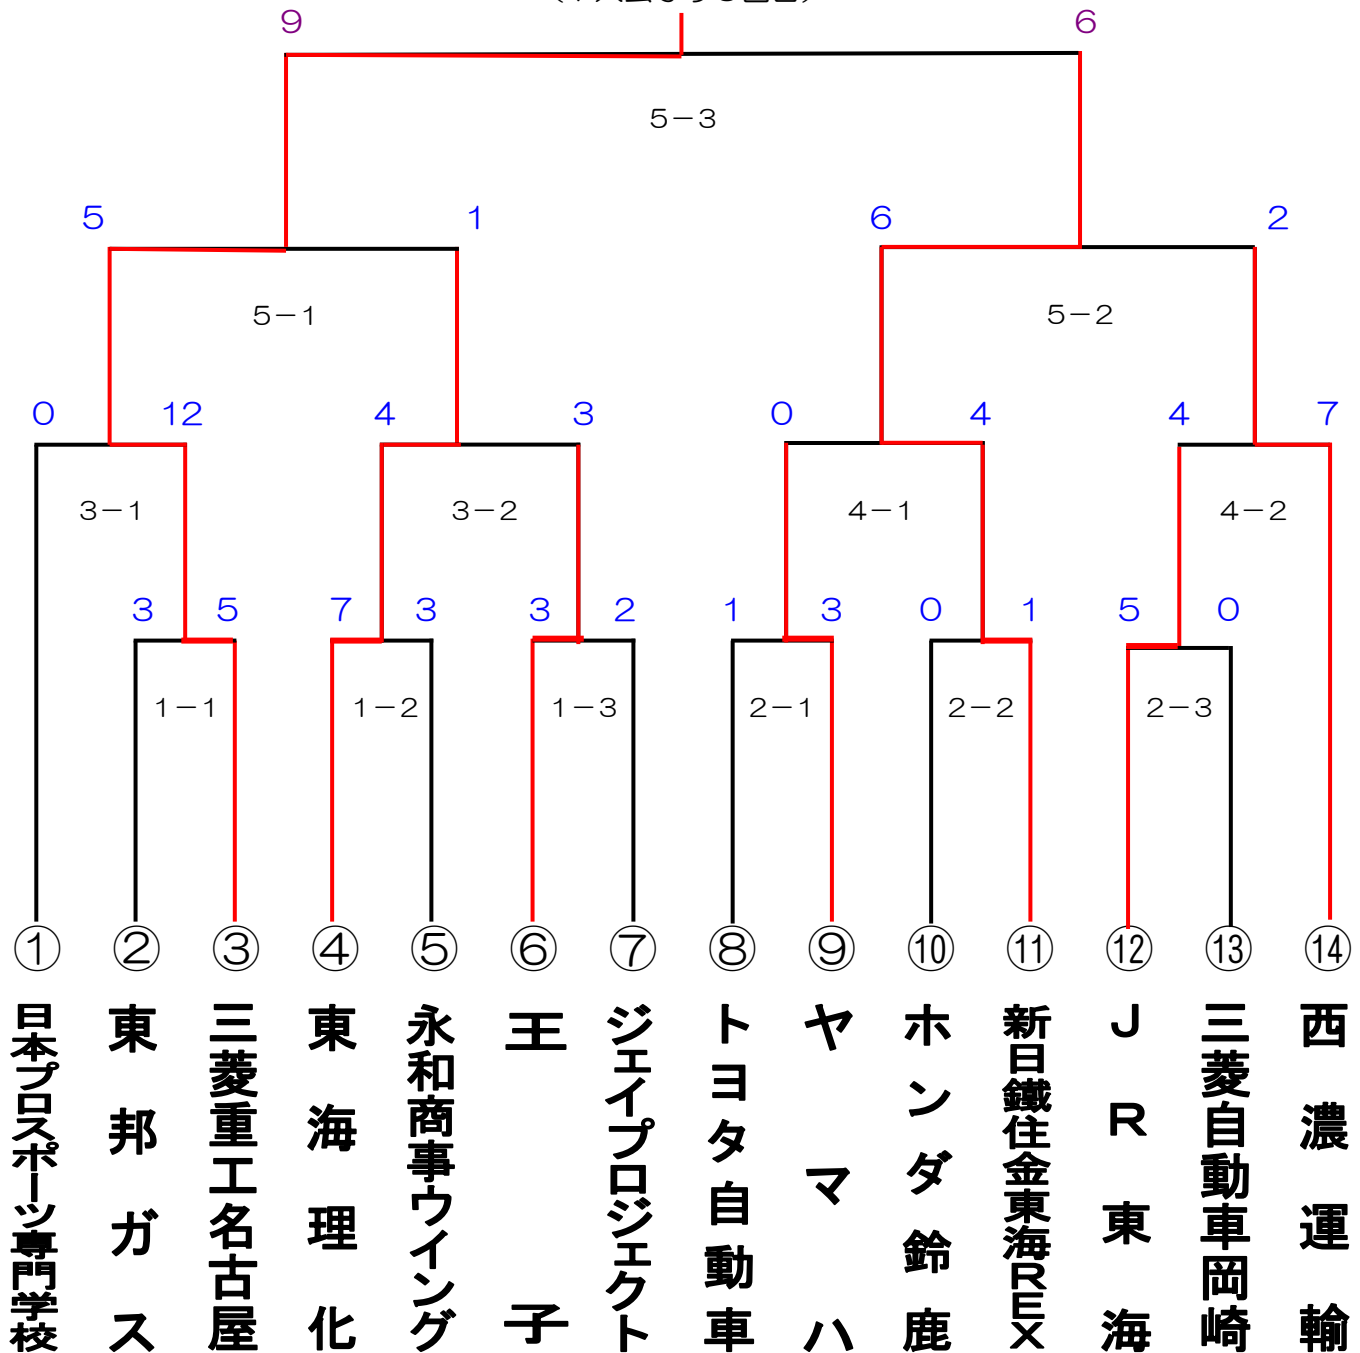 9 6
5-3
5 1 6 2
5-1 5-2
0 12 4 3 0 4 4 7
3-1 3-2 4-1 4-2
3 5 7 3 3 2 1 3 0 1 5 0
1-1 1-2 1-3 2-1 2-2 2-3
① ② ③ ④ ⑤ ⑥ ⑦ ⑧ ⑨ ⑩ ⑪ ⑫ ⑬ ⑭
日本プロスポーツ専門学校
東邦ガス
三菱重工名古屋
東海理化
永和商事ウイング
王子
ジェイプロジェクト
トヨタ自動車
ヤマハ
ホンダ鈴鹿
新日鐵住金東海REX
JR東海
三菱自動車岡崎
西濃運輸